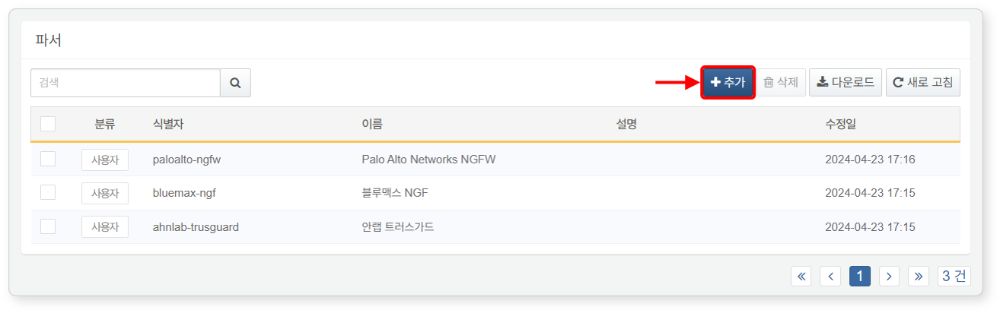 파서
검색 추가 삭제 다운로드 새로 고침
분류 식별자 이름 설명 수정일
사용자 paloalto-ngfw Palo Alto Networks NGFW 2024-04-23 17:16
사용자 bluemax-ngf 블루맥스 NGF 2024-04-23 17:15
사용자 ahnlab-trusguard 안랩 트러스가드 2024-04-23 17:15
« ‹ 1 › » 3 건